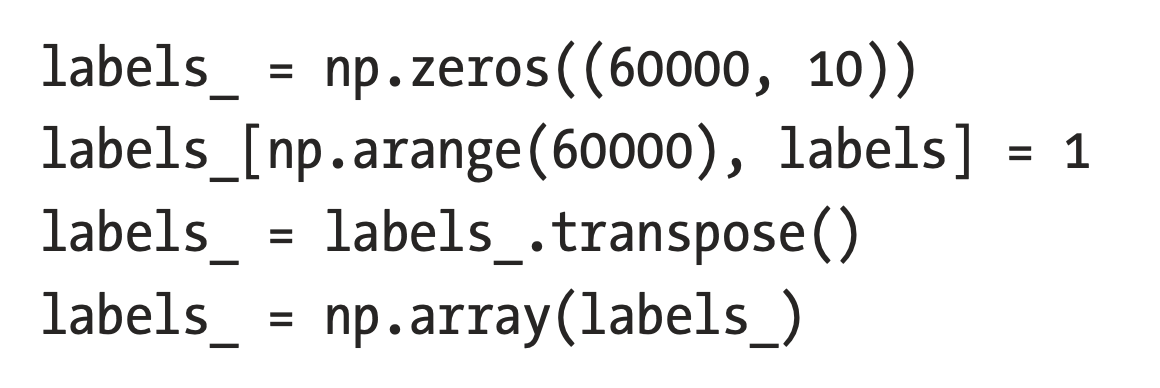 labels_ = np.zeros((60000, 10))
labels_[np.arange(60000), labels] = 1
labels_ = labels_.transpose()
labels_ = np.array(labels_)